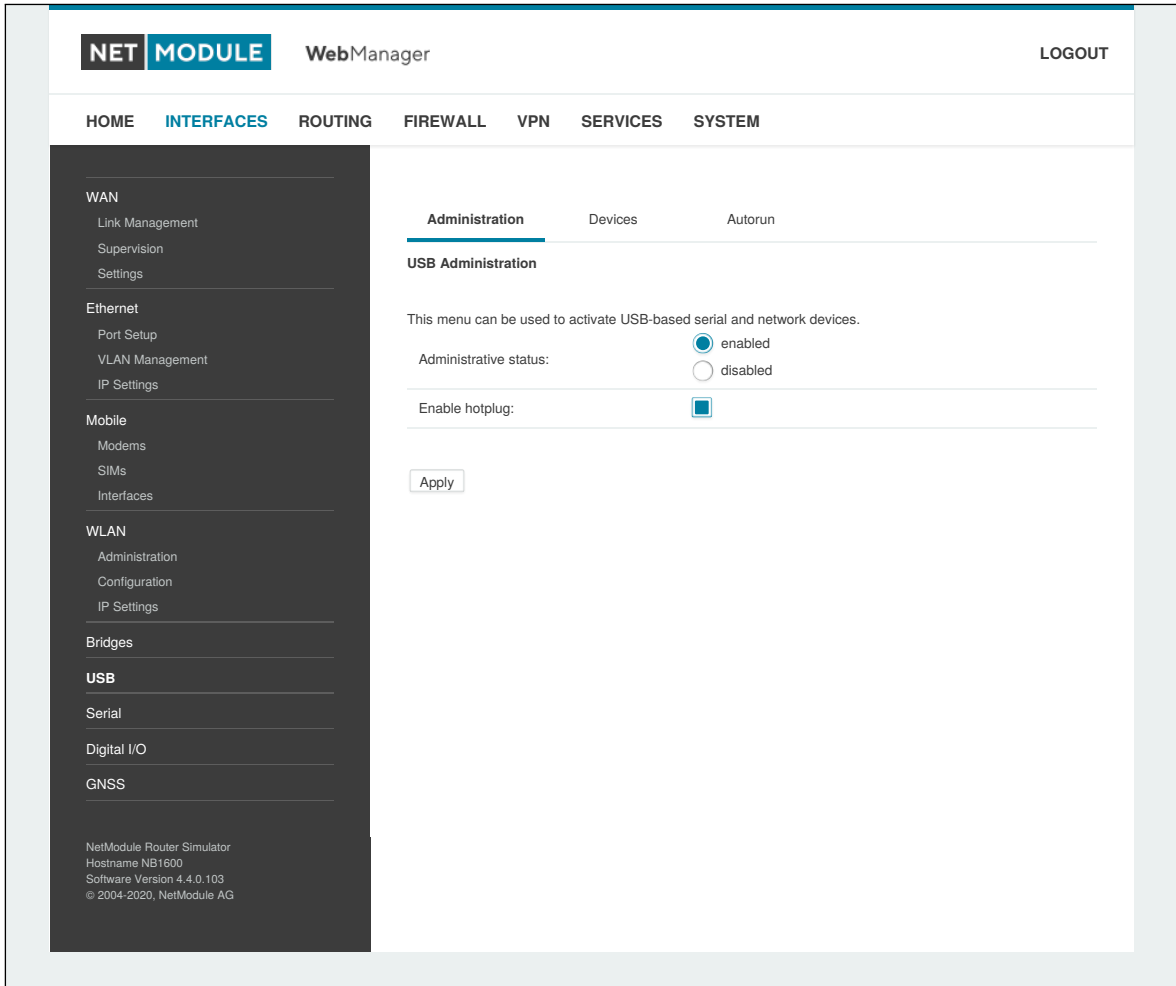 NET MODULE WebManager LOGOUT
HOME INTERFACES ROUTING FIREWALL VPN SERVICES SYSTEM
WAN
Link Management
Supervision
Settings
Ethernet
Port Setup
VLAN Management
IP Settings
Mobile
Modems
SIMs
Interfaces
WLAN
Administration
Configuration
IP Settings
Bridges
USB
Serial
Digital I/O
GNSS
NetModule Router Simulator
Hostname NB1600
Software Version 4.4.0.103
© 2004-2020, NetModule AG
Administration Devices Autorun
USB Administration
This menu can be used to activate USB-based serial and network devices.
Administrative status:
enabled
disabled
Enable hotplug:
Apply